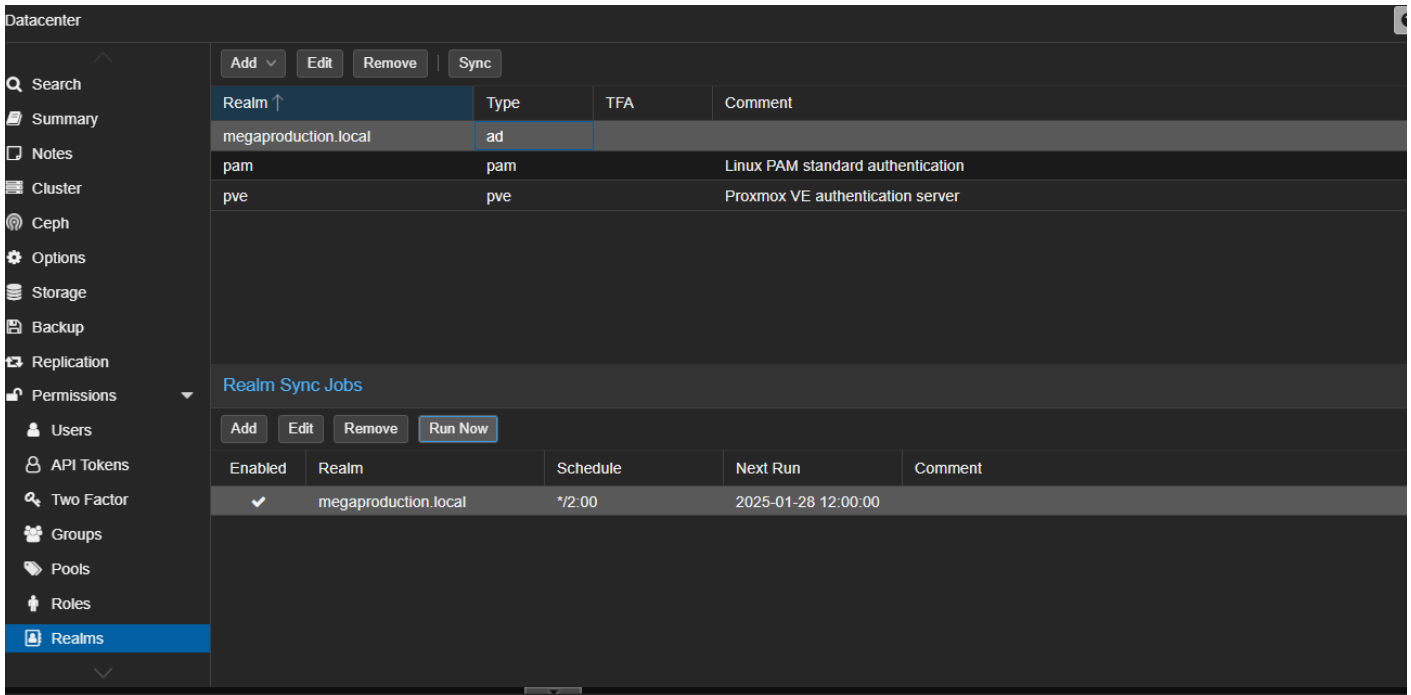 Datacenter
Search
Summary
Notes
Cluster
Ceph
Options
Storage
Backup
Replication
Permissions
Users
API Tokens
Two Factor
Groups
Pools
Roles
Realms
Add Edit Remove Sync
Realm Type TFA Comment
megaproduction.local ad
pam pam Linux PAM standard authentication
pve pve Proxmox VE authentication server
Realm Sync Jobs
Add Edit Remove Run Now
Enabled Realm Schedule Next Run Comment
megaproduction.local */2:00 2025-01-28 12:00:00